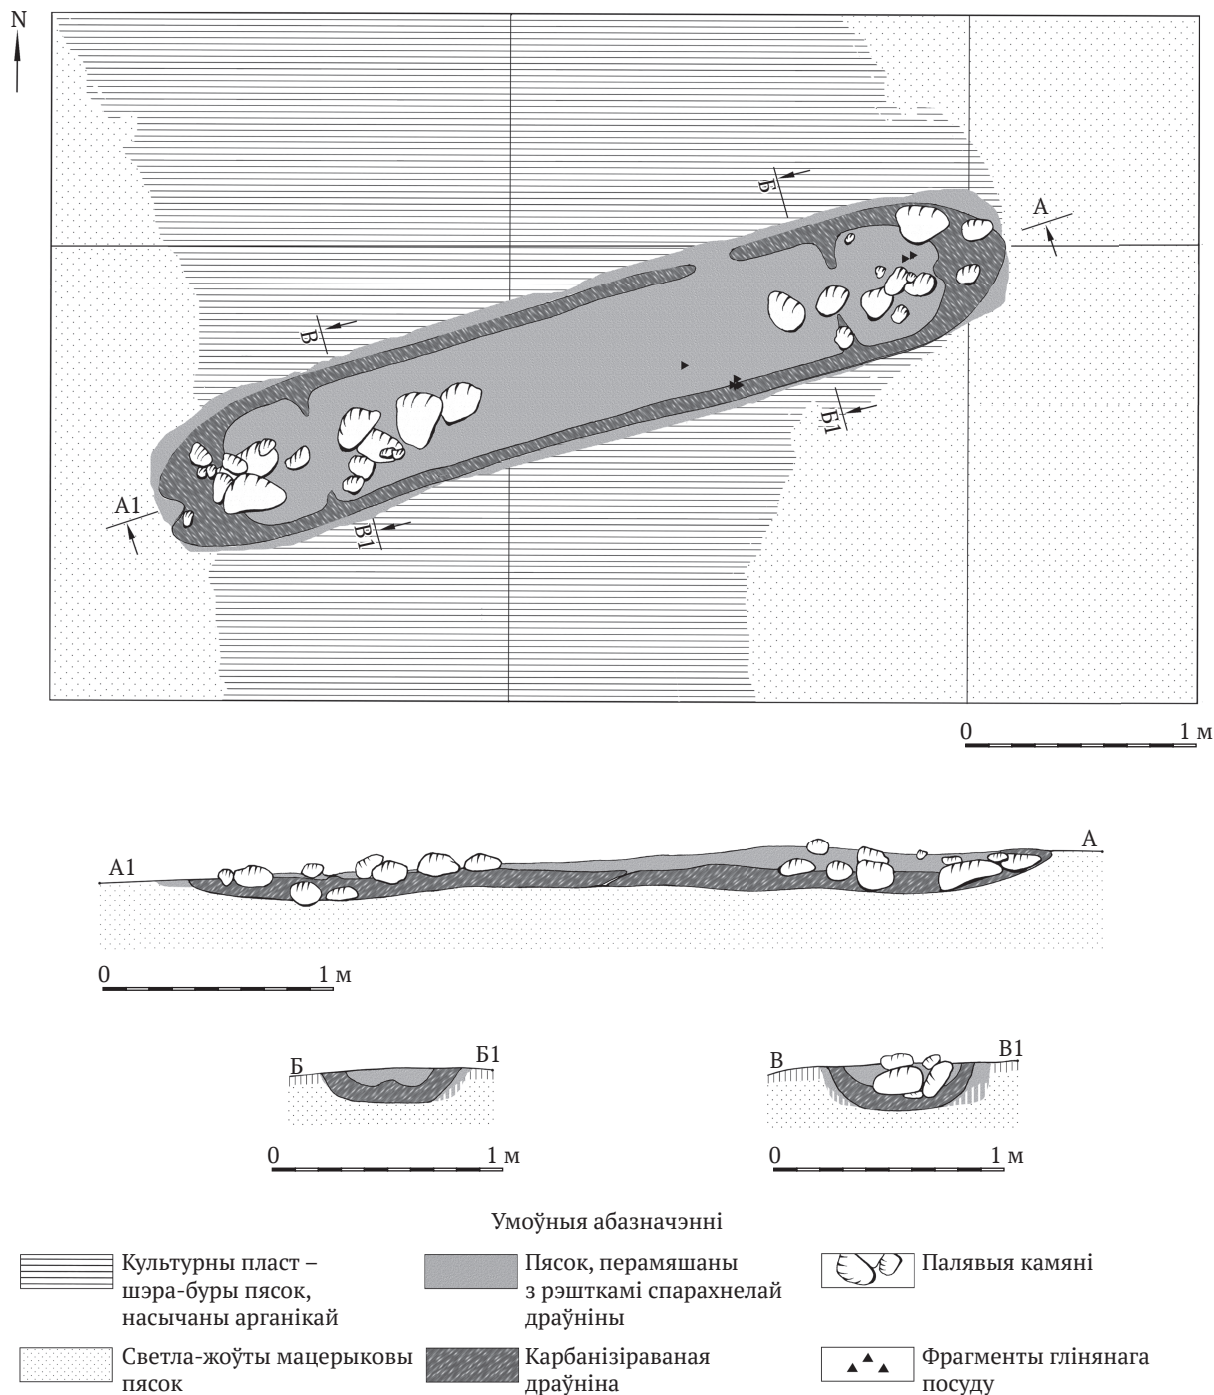 N
Б
А
В
Б1
А1
В1
0 1 м
А1 А
0 1 м
Б Б1
В В1
0 1 м
0 1 м
Умоўныя абазначэнні
Культурны пласт –
шэра-буры пясок,
насычаны арганікай
Пясок, перамяшаны
з рэшткамі спарахнелай
драўніны
Палявыя камяні
Светла-жоўты мацерыковы
пясок
Карбанізіраваная
драўніна
Фрагменты глінянага
посуду